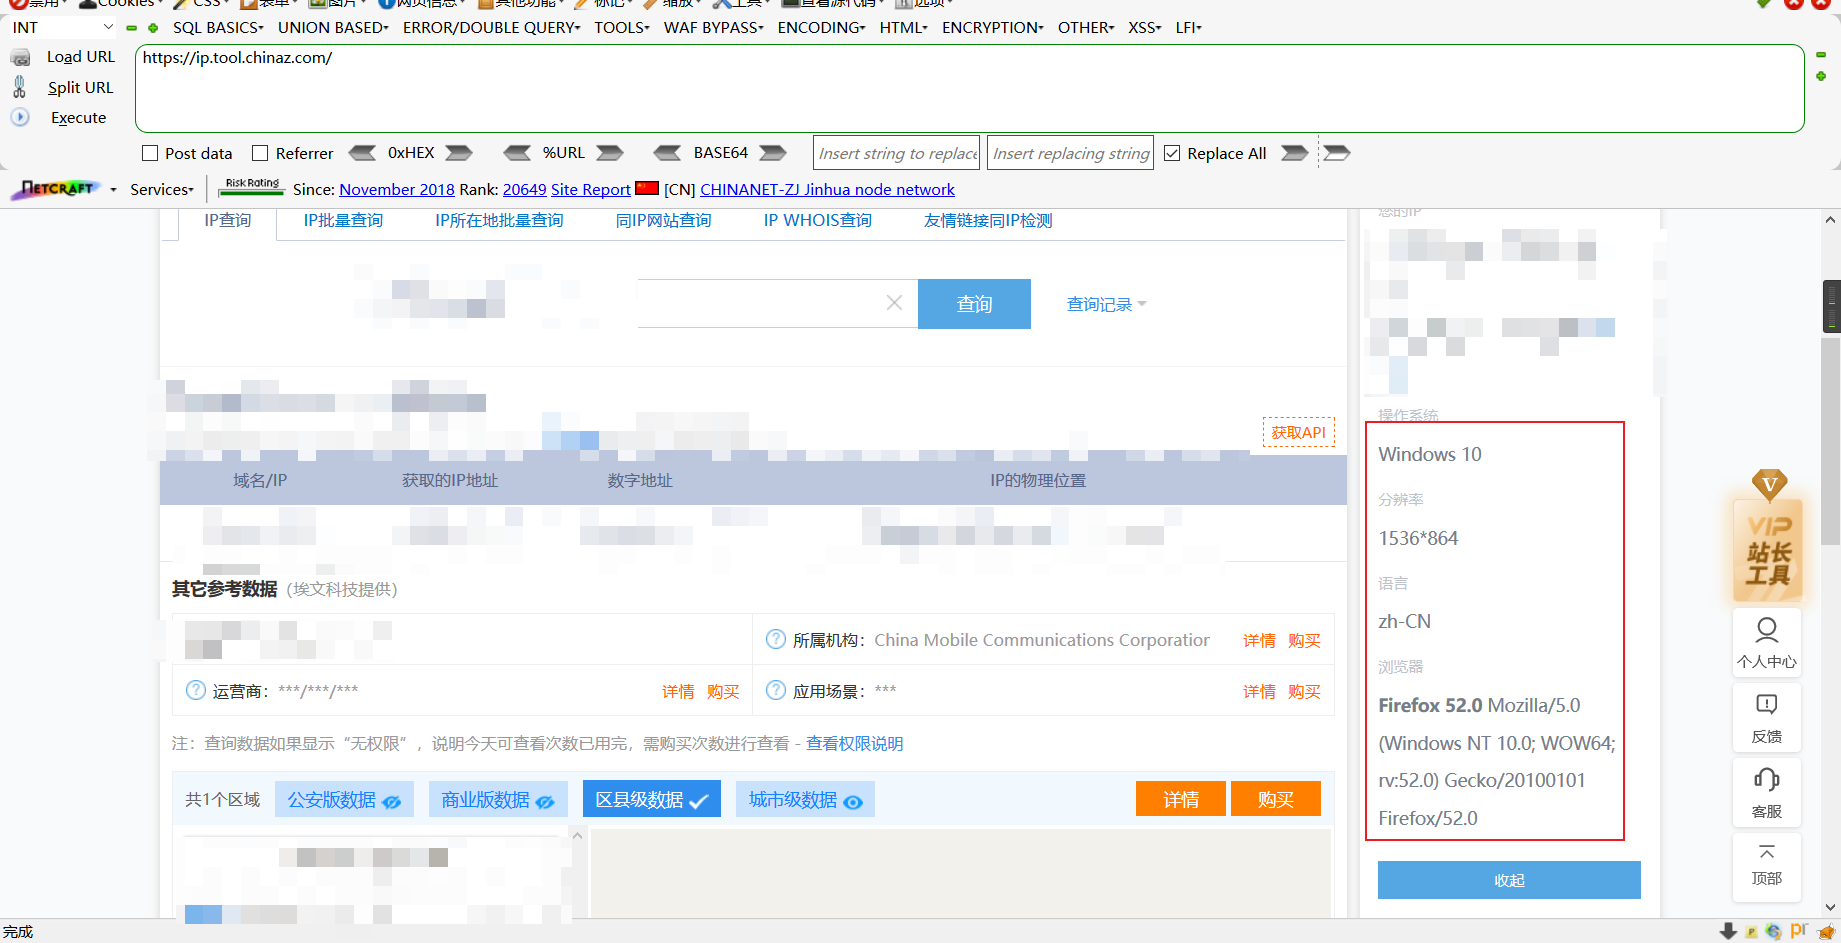 禁用 Cookies CSS 表单 图片 网页信息 其他功能 标记 缩放 工具 查看源代码 选项
INT SQL BASICS UNION BASED ERROR/DOUBLE QUERY TOOLS WAF BYPASS ENCODING HTML ENCRYPTION OTHER XSS LFI
Load URL https://ip.tool.chinaz.com/
Split URL
Execute
Post data Referrer 0xHEX %URL BASE64 Insert string to replace Insert replacing string Replace All
NETCRAFT Services Risk Rating Since: November 2018 Rank: 20649 Site Report [CN] CHINANET-ZJ Jinhua node network
IP查询 IP批量查询 IP所在地批量查询 同IP网站查询 IP WHOIS查询 友情链接同IP检测
您的IP
查询 查询记录
获取API
操作系统
Windows 10
域名/IP 获取的IP地址 数字地址 IP的物理位置
分辨率
1536*864
其它参考数据 (埃文科技提供)
语言
zh-CN
所属机构: China Mobile Communications Corporatior 详情 购买
浏览器
运营商: ***/***/*** 详情 购买 应用场景: *** 详情 购买
Firefox 52.0 Mozilla/5.0
(Windows NT 10.0; WOW64;
rv:52.0) Gecko/20100101
Firefox/52.0
注: 查询数据如果显示“无权限”, 说明今天可查看次数已用完, 需购买次数进行查看 - 查看权限说明
共1个区域 公安版数据 商业版数据 区县级数据 城市级数据 详情 购买
收起
V
VIP
站长
工具
个人中心
反馈
客服
顶部
完成
pr